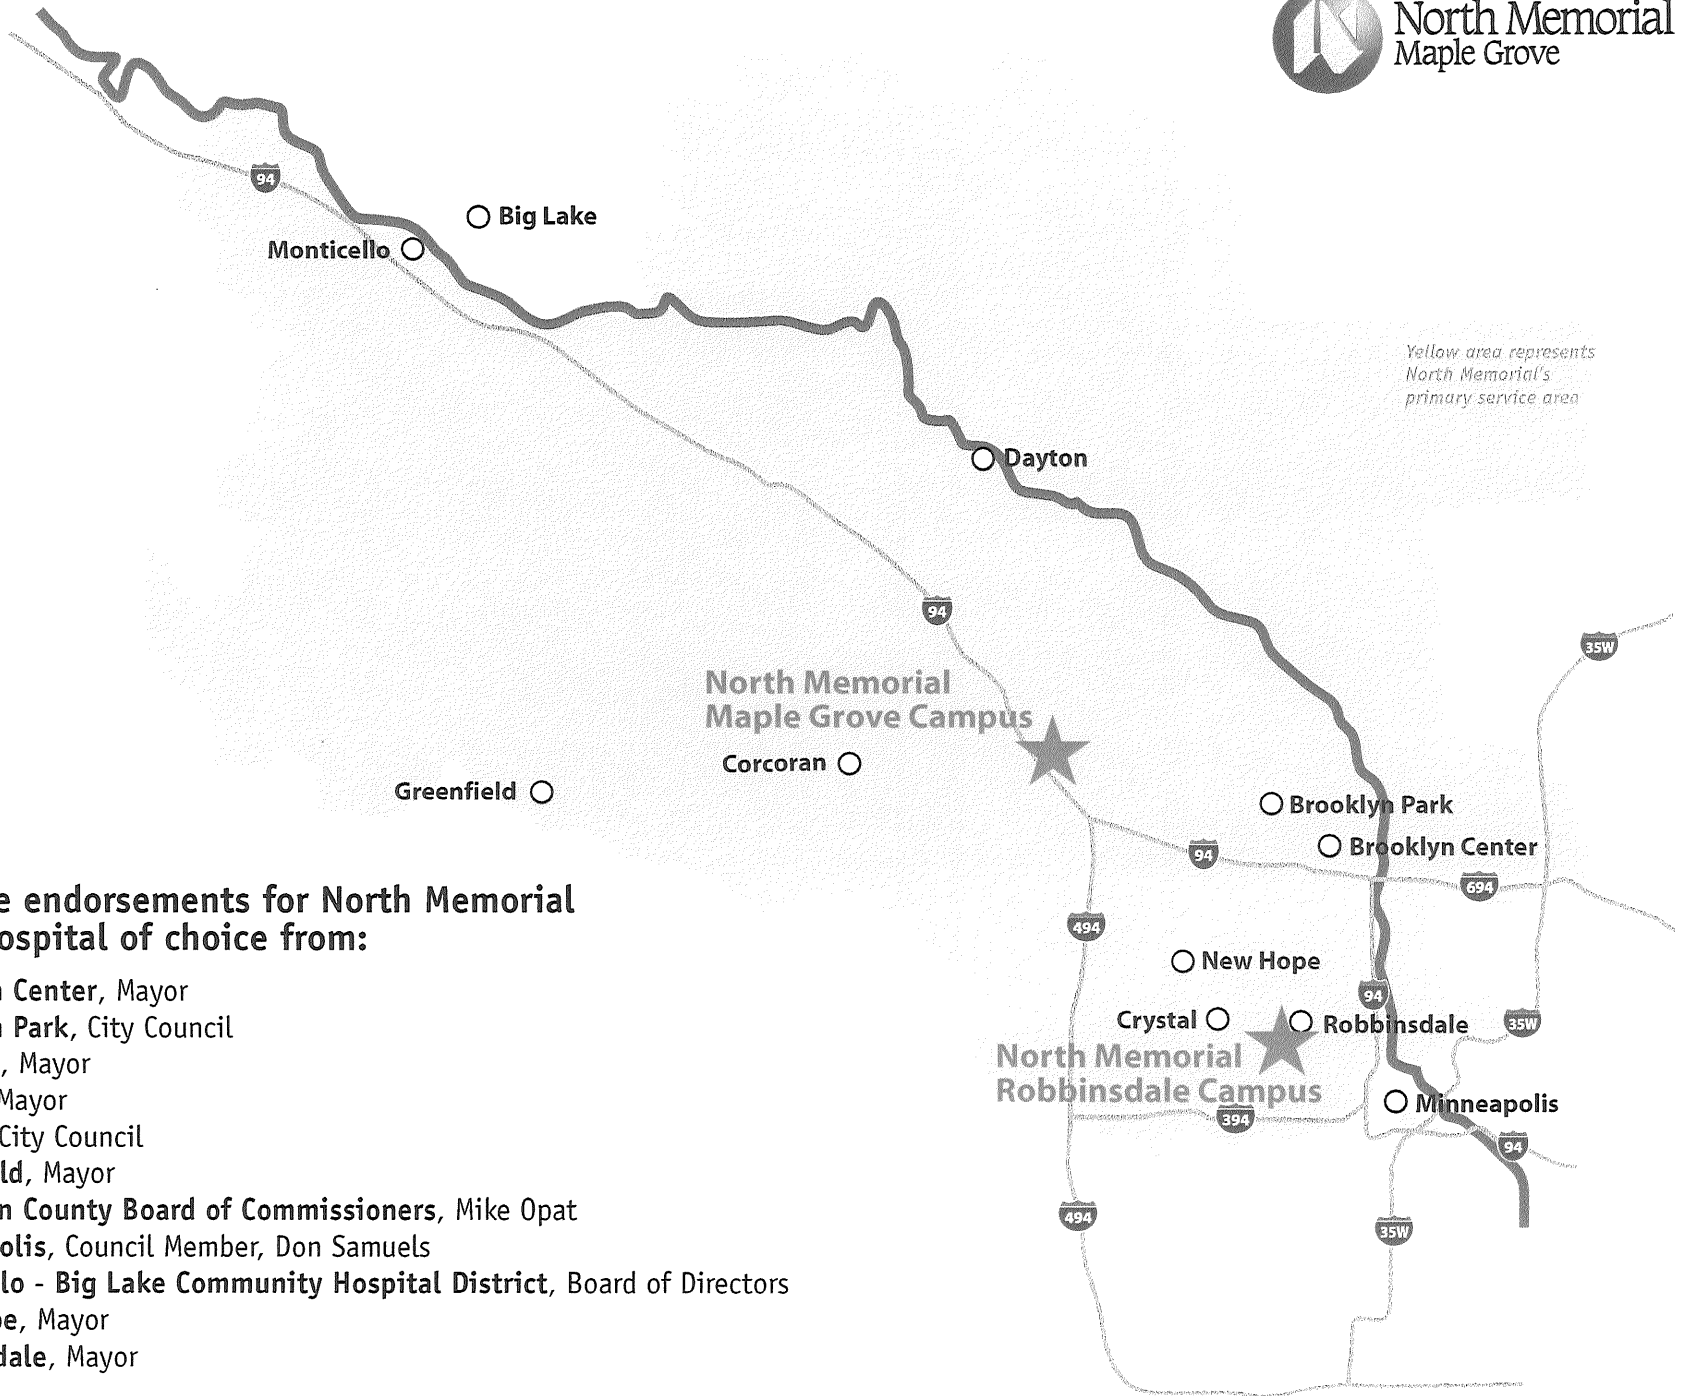 North Memorial
Maple Grove
94
Big Lake
Monticello
Yellow area represents
North Memorial's
primary service area
Dayton
94
35W
North Memorial
Maple Grove Campus
Corcoran
Greenfield
Brooklyn Park
Brooklyn Center
94
694
494
New Hope
94
Crystal
Robbinsdale
35W
North Memorial
Robbinsdale Campus
394
Minneapolis
94
494
35W
e endorsements for North Memorial
ospital of choice from:
n Center, Mayor
n Park, City Council
, Mayor
Mayor
City Council
ld, Mayor
n County Board of Commissioners, Mike Opat
olis, Council Member, Don Samuels
lo - Big Lake Community Hospital District, Board of Directors
pe, Mayor
dale, Mayor